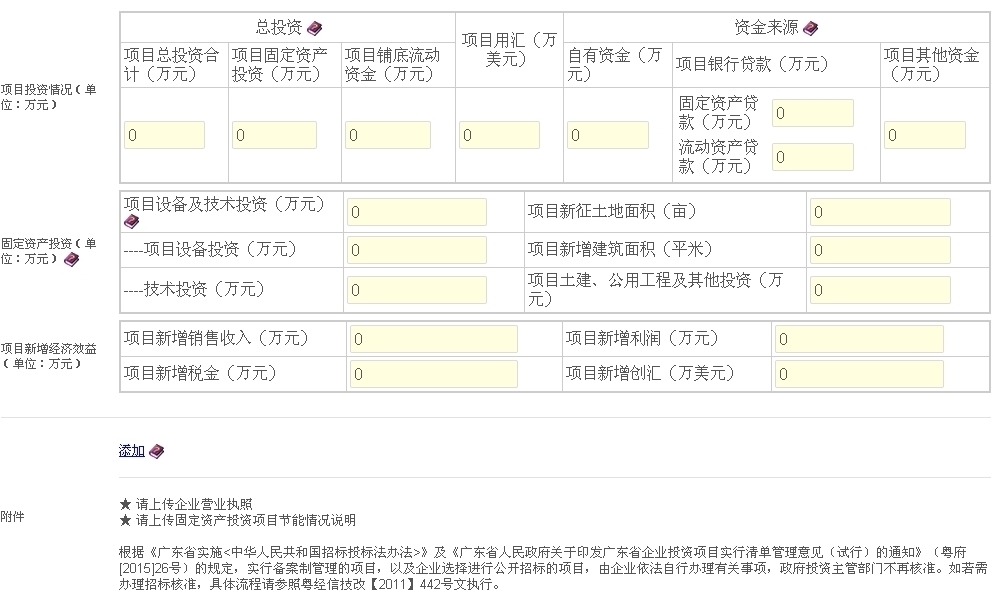 总投资
资金来源
项目用汇（万
美元）
项目总投资合
计（万元）
项目固定资产
投资（万元）
项目铺底流动
资金（万元）
自有资金（万
元）
项目银行贷款（万元）
项目其他资金
（万元）
项目投资情况（单
位：万元）
0
0
0
0
0
固定资产贷
款（万元）
0
流动资产贷
款（万元）
0
0
固定资产投资（单
位：万元）
项目设备及技术投资（万元）
0
项目新征土地面积（亩）
0
----项目设备投资（万元）
0
项目新增建筑面积（平米）
0
----技术投资（万元）
0
项目土建、公用工程及其他投资（万
元）
0
项目新增经济效益
（单位：万元）
项目新增销售收入（万元）
0
项目新增利润（万元）
0
项目新增税金（万元）
0
项目新增创汇（万美元）
0
添加
附件
★ 请上传企业营业执照
★ 请上传固定资产投资项目节能情况说明
根据《广东省实施<中华人民共和国招标投标法办法>》及《广东省人民政府关于印发广东省企业投资项目实行清单管理意见（试行）的通知》（粤府
[2015]26号）的规定，实行备案制管理的项目，以及企业选择进行公开招标的项目，由企业依法自行办理有关事项，政府投资主管部门不再核准。如若需
办理招标核准，具体流程请参照粤经信技改【2011】442号文执行。